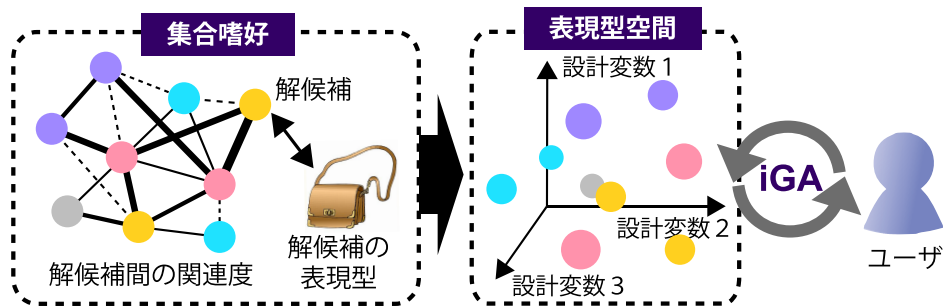 集合嗜好
解候補
解候補の
表現型
解候補間の関連度
表現型空間
設計変数１
設計変数２
設計変数３
iGA
ユーザ